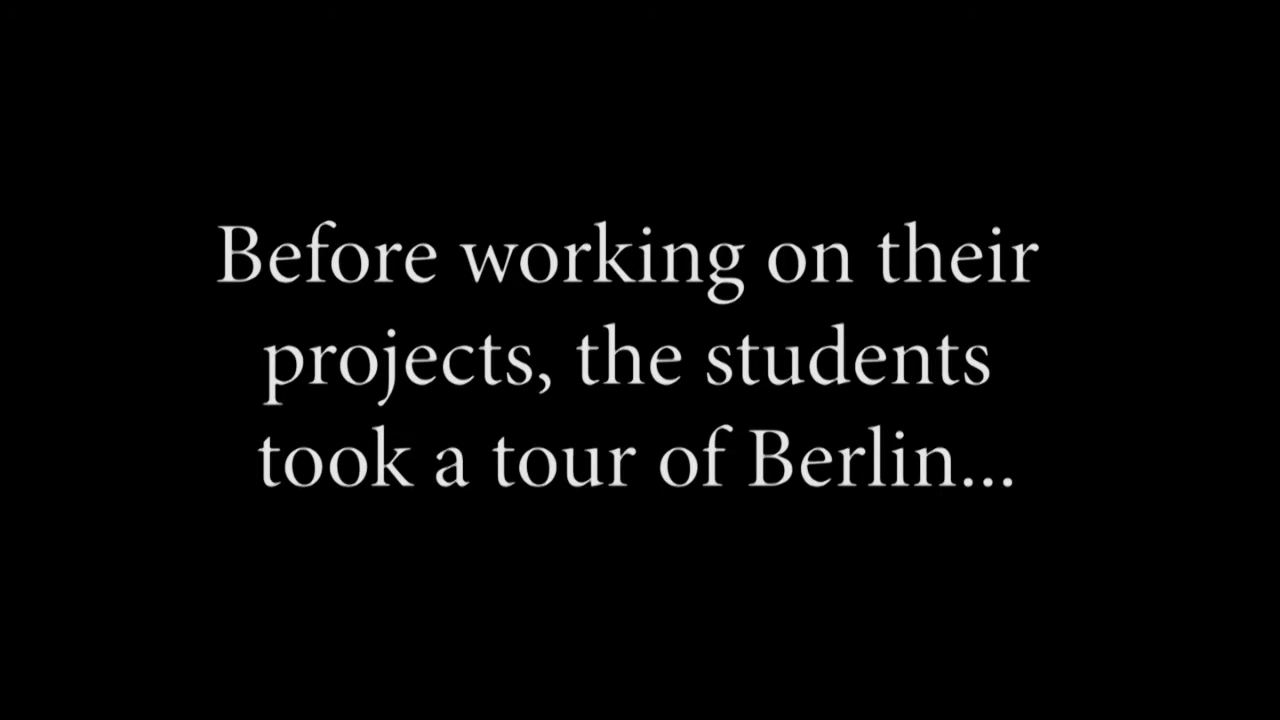 Before working on their
projects, the students
took a tour of Berlin...